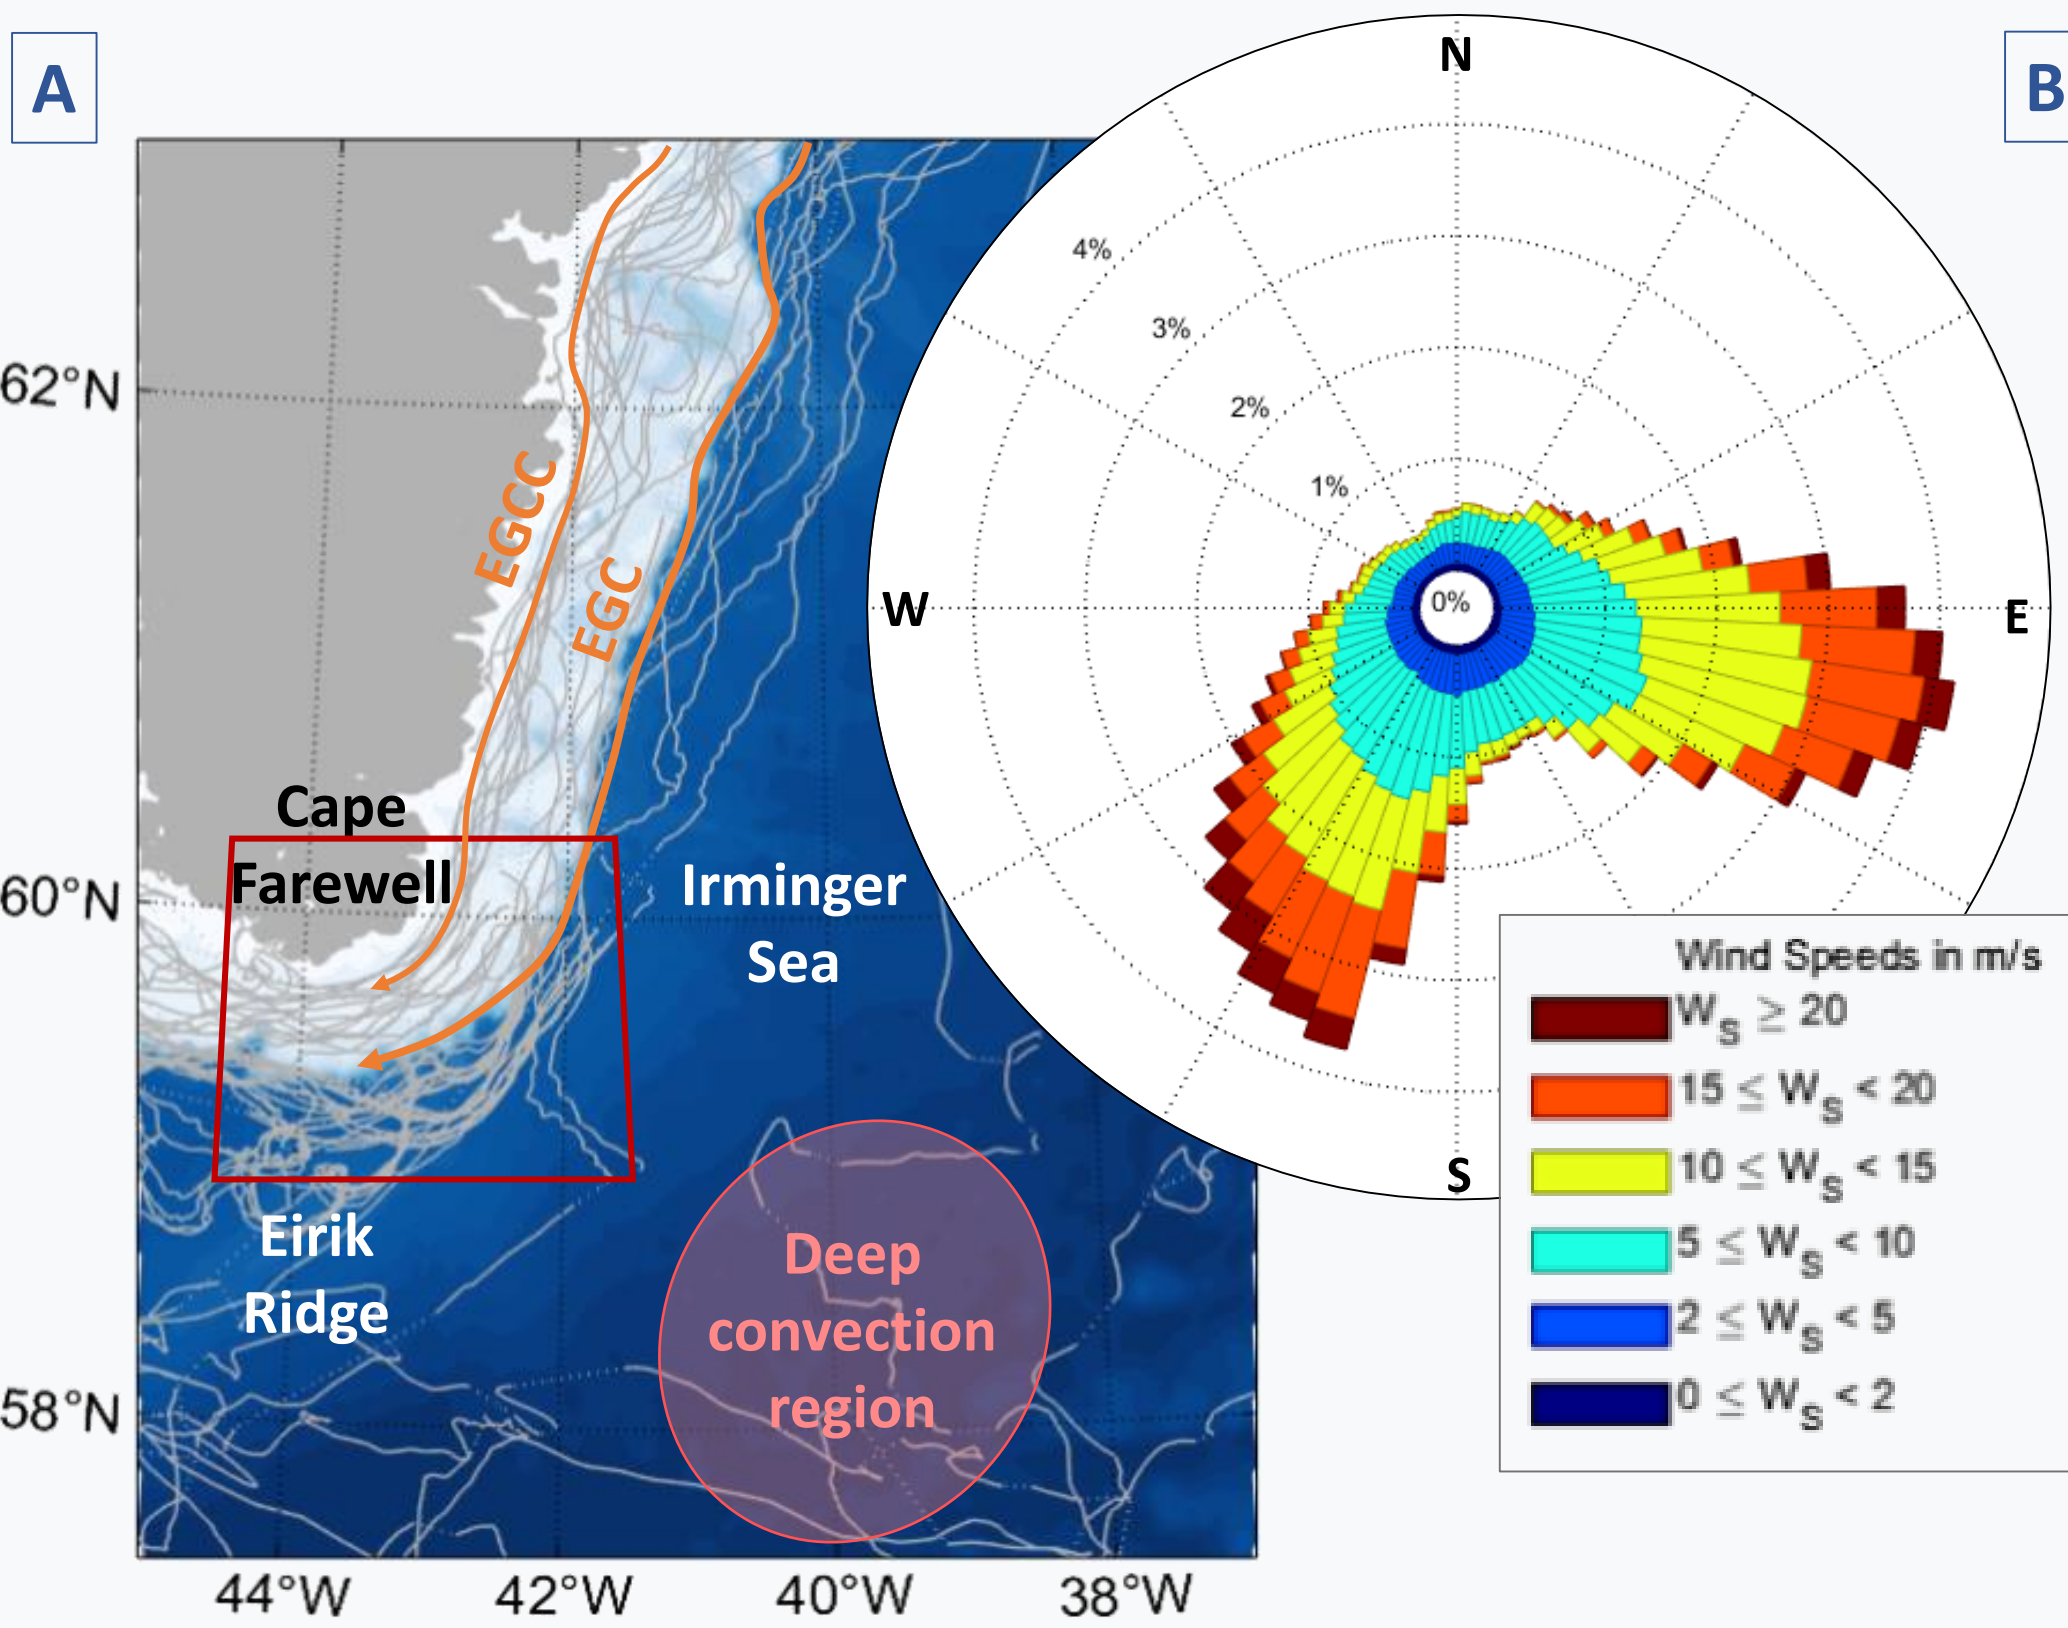 A
B
N
4%
3%
2%
1%
0%
W
E
S
62°N
60°N
58°N
EGCC
EGC
Cape
Farewell
Irminger
Sea
Eirik
Ridge
Deep
convection
region
44°W
42°W
40°W
38°W
Wind Speeds in m/s
W_S ≥ 20
15 ≤ W_S < 20
10 ≤ W_S < 15
5 ≤ W_S < 10
2 ≤ W_S < 5
0 ≤ W_S < 2